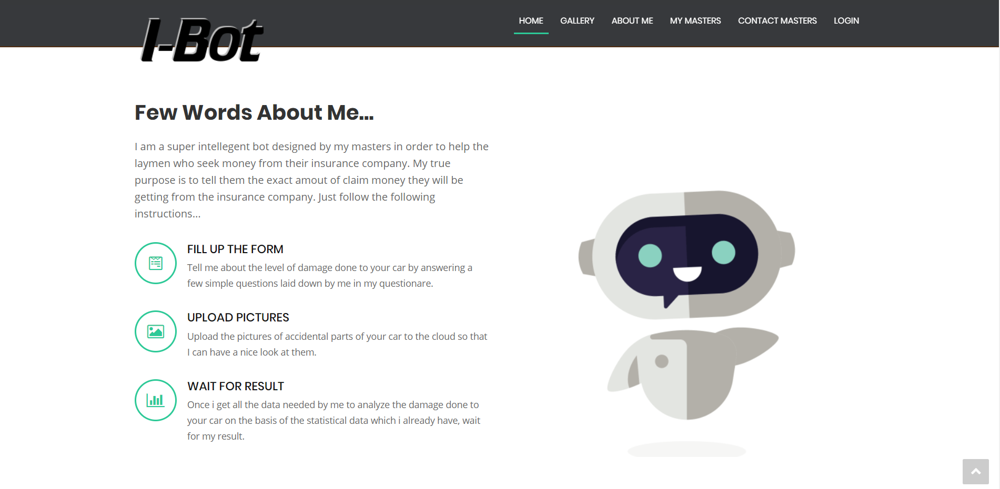 I-Bot
HOME GALLERY ABOUT ME MY MASTERS CONTACT MASTERS LOGIN
Few Words About Me...
I am a super intellegent bot designed by my masters in order to help the
laymen who seek money from their insurance company. My true
purpose is to tell them the exact amout of claim money they will be
getting from the insurance company. Just follow the following
instructions...
FILL UP THE FORM
Tell me about the level of damage done to your car by answering a
few simple questions laid down by me in my questionare.
UPLOAD PICTURES
Upload the pictures of accidental parts of your car to the cloud so that
I can have a nice look at them.
WAIT FOR RESULT
Once i get all the data needed by me to analyze the damage done to
your car on the basis of the statistical data which i already have, wait
for my result.